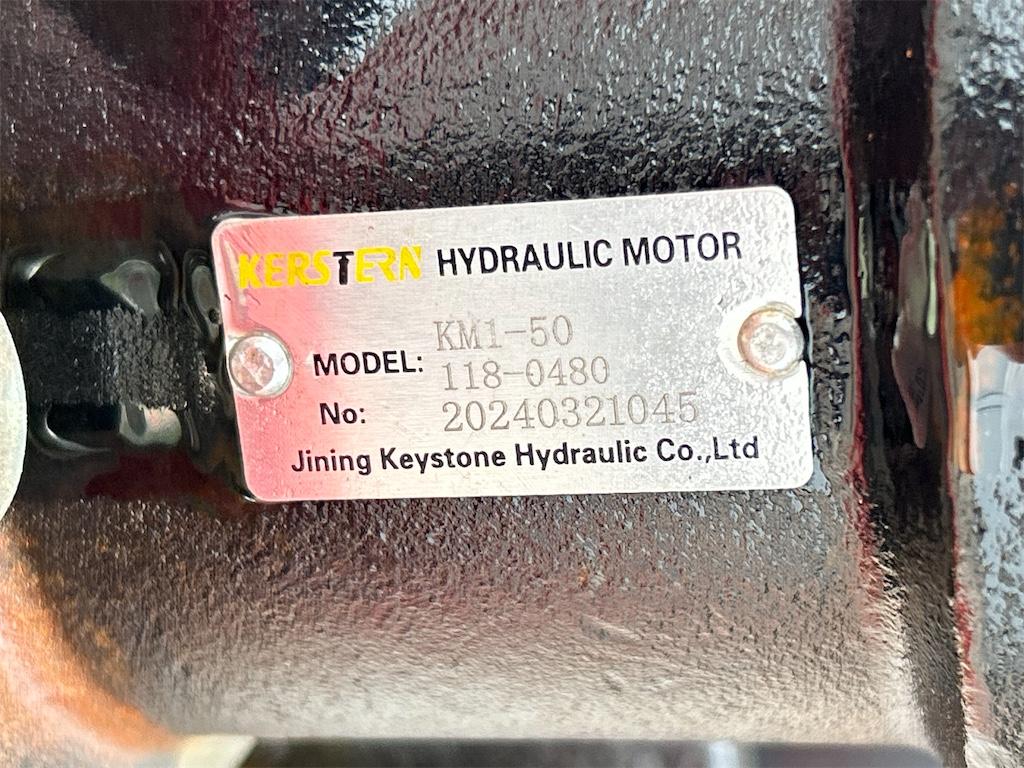 KERSTERN HYDRAULIC MOTOR
KM1-50
MODEL: 118-0480
No: 20240321045
Jining Keystone Hydraulic Co.,Ltd